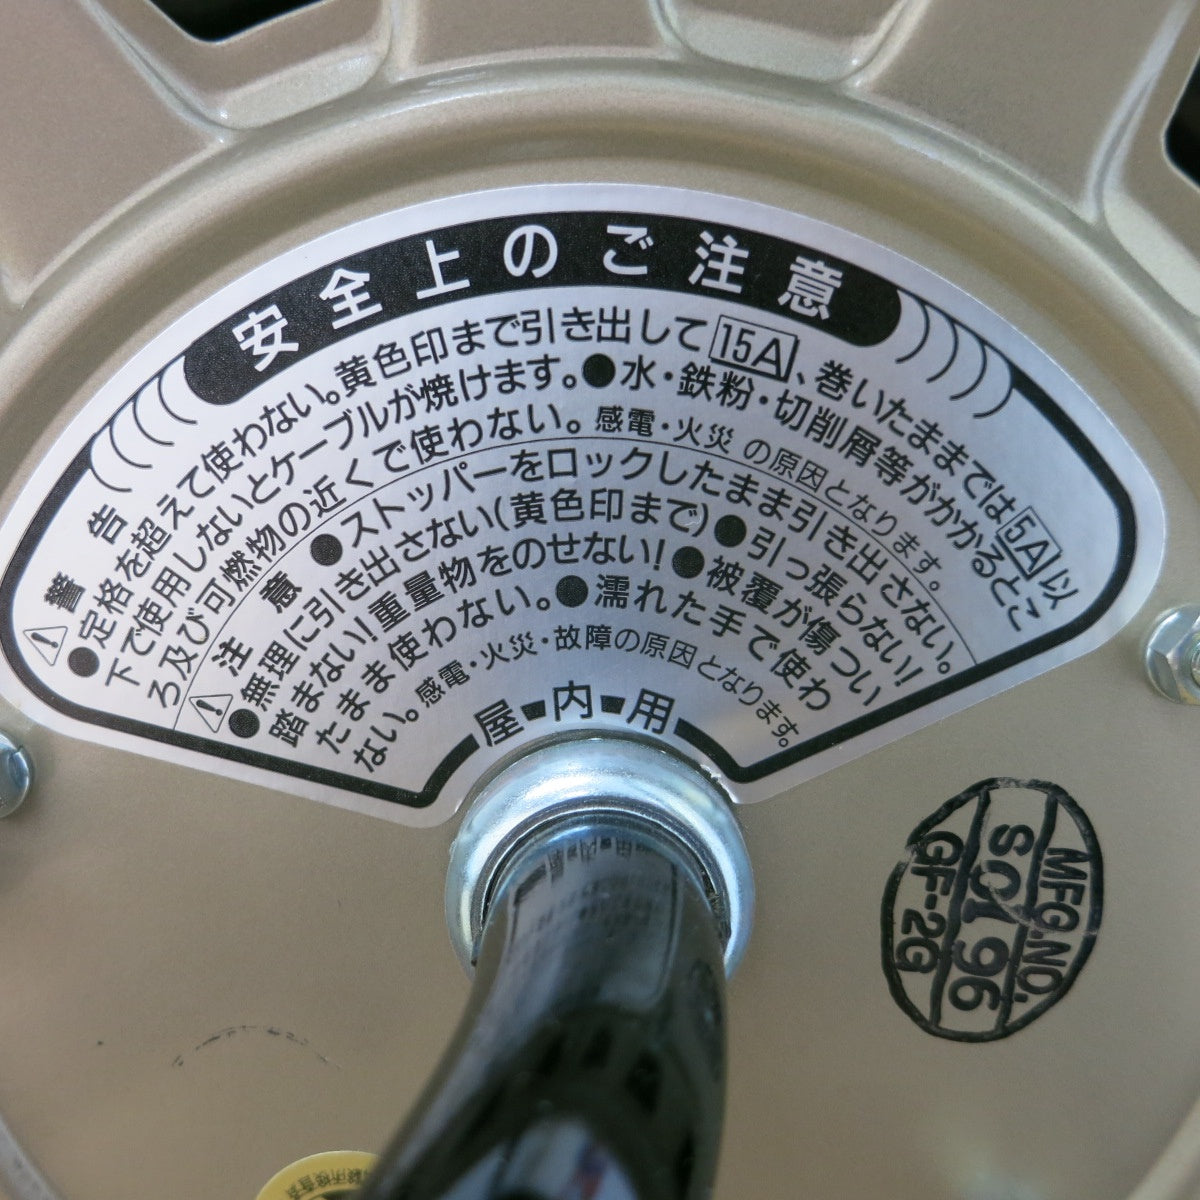 安全上のご注意
警告
●定格を超えて使わない。黄色印まで引き出して15A、巻いたままでは5A以
下で使用しないとケーブルが焼けます。●水・鉄粉・切削屑等がかかるとこ
ろ及び可燃物の近くで使わない。感電・火災の原因となります。
注意
●ストッパーをロックしたまま引き出さない。
●無理に引き出さない(黄色印まで)●引っ張らない!
踏まない!重量物をのせない!●被覆が傷つい
たまま使わない。●濡れた手で使わ
ない。感電・火災・故障の原因となります。
屋内用
MFG.NO.
GF-2G